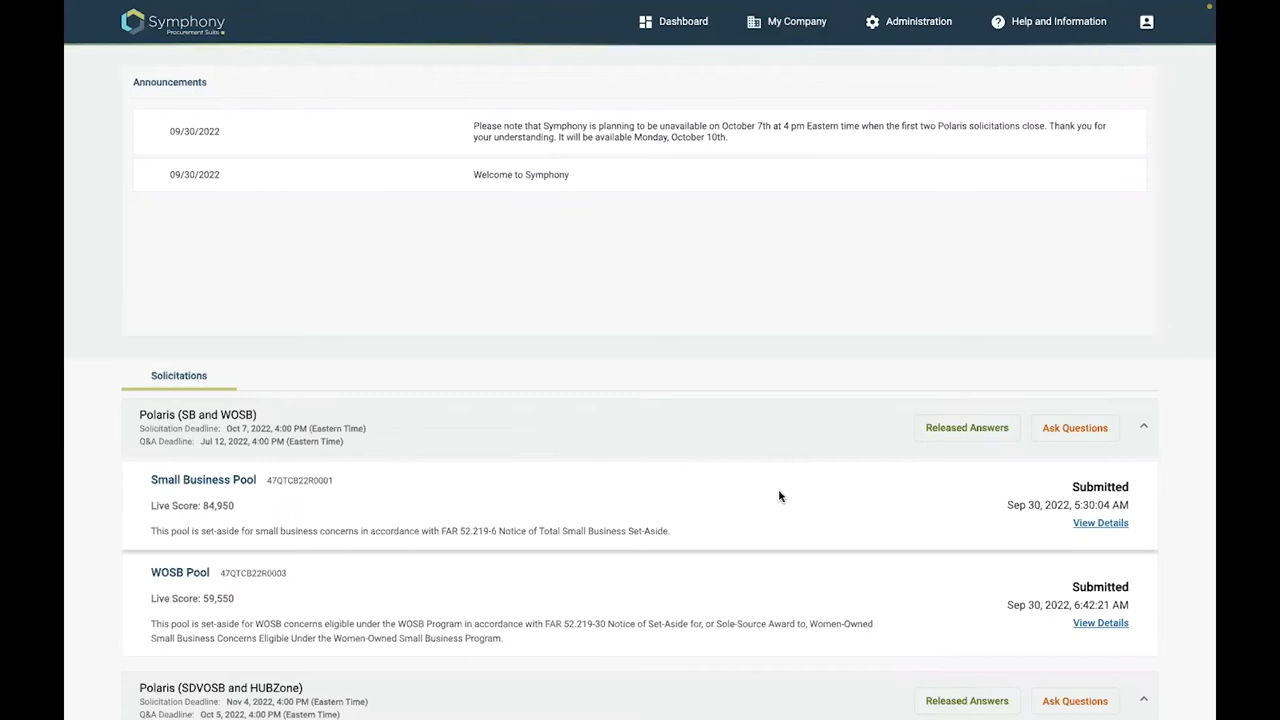 Symphony
Procurement Suite
Dashboard
My Company
Administration
Help and Information
Announcements
09/30/2022
Please note that Symphony is planning to be unavailable on October 7th at 4 pm Eastern time when the first two Polaris solicitations close. Thank you for
your understanding. It will be available Monday, October 10th.
09/30/2022
Welcome to Symphony
Solicitations
Polaris (SB and WOSB)
Solicitation Deadline: Oct 7, 2022, 4:00 PM (Eastern Time)
Q&A Deadline: Jul 12, 2022, 4:00 PM (Eastern Time)
Released Answers
Ask Questions
Small Business Pool 47QTCB22R0001
Live Score: 84,950
This pool is set-aside for small business concerns in accordance with FAR 52.219-6 Notice of Total Small Business Set-Aside.
Submitted
Sep 30, 2022, 5:30:04 AM
View Details
WOSB Pool 47QTCB22R0003
Live Score: 59,550
This pool is set-aside for WOSB concerns eligible under the WOSB Program in accordance with FAR 52.219-30 Notice of Set-Aside for, or Sole-Source Award to, Women-Owned
Small Business Concerns Eligible Under the Women-Owned Small Business Program.
Submitted
Sep 30, 2022, 6:42:21 AM
View Details
Polaris (SDVOSB and HUBZone)
Solicitation Deadline: Nov 4, 2022, 4:00 PM (Eastern Time)
Q&A Deadline: Oct 5, 2022, 4:00 PM (Eastern Time)
Released Answers
Ask Questions